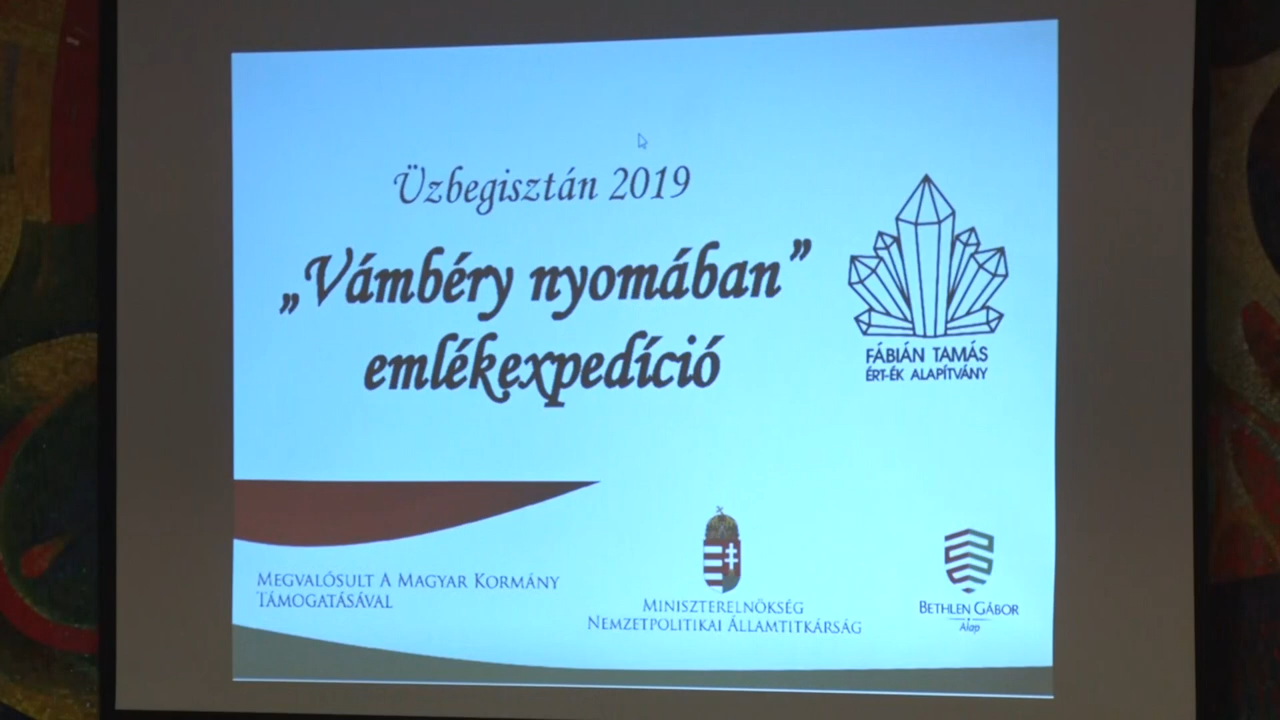 Üzbegisztán 2019
„Vámbéry nyomában”
emlékexpedíció
FÁBIÁN TAMÁS
ÉRT-ÉK ALAPÍTVÁNY
MEGVALÓSULT A MAGYAR KORMÁNY
TÁMOGATÁSÁVAL
MINISZTERELNÖKSÉG
NEMZETPOLITIKAI ÁLLAMTITKÁRSÁG
BETHLEN GÁBOR
Alap